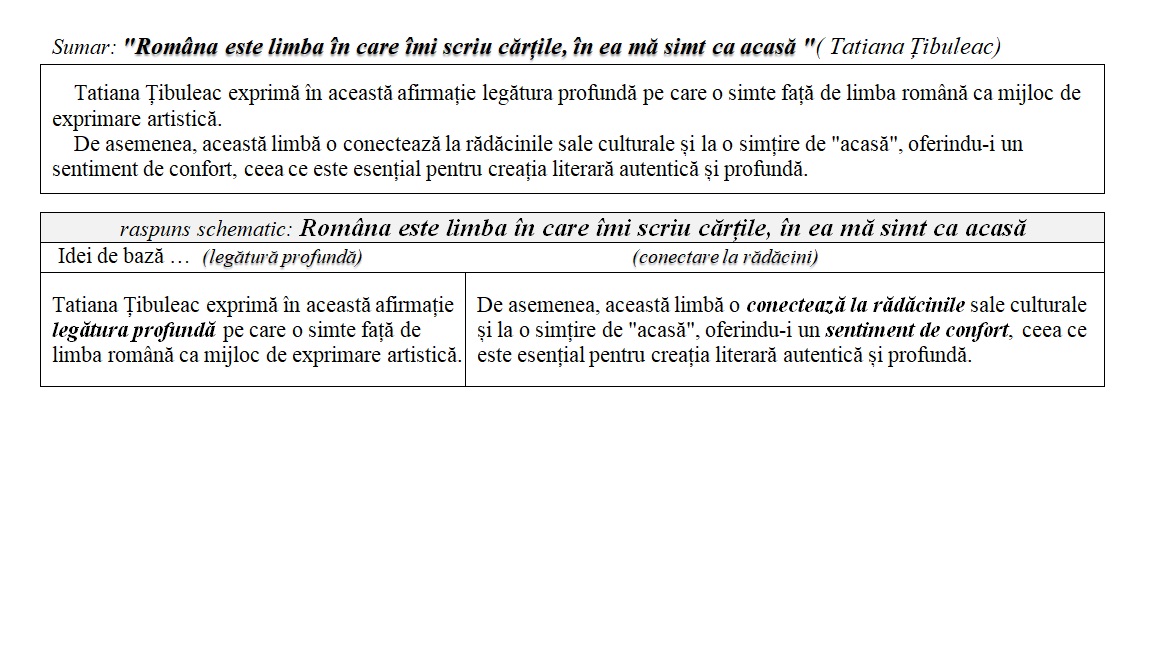 Sumar: "Româna este limba în care îmi scriu cărțile, în ea mă simt ca acasă "( Tatiana Țibuleac)
Tatiana Țibuleac exprimă în această afirmație legătura profundă pe care o simte față de limba română ca mijloc de
exprimare artistică.
De asemenea, această limbă o conectează la rădăcinile sale culturale și la o simțire de "acasă", oferindu-i un
sentiment de confort, ceea ce este esențial pentru creația literară autentică și profundă.
raspuns schematic: Româna este limba în care îmi scriu cărțile, în ea mă simt ca acasă
Idei de bază … (legătură profundă) (conectare la rădăcini)
Tatiana Țibuleac exprimă în această afirmație
legătura profundă pe care o simte față de
limba română ca mijloc de exprimare artistică.
De asemenea, această limbă o conectează la rădăcinile sale culturale
și la o simțire de "acasă", oferindu-i un sentiment de confort, ceea ce
este esențial pentru creația literară autentică și profundă.